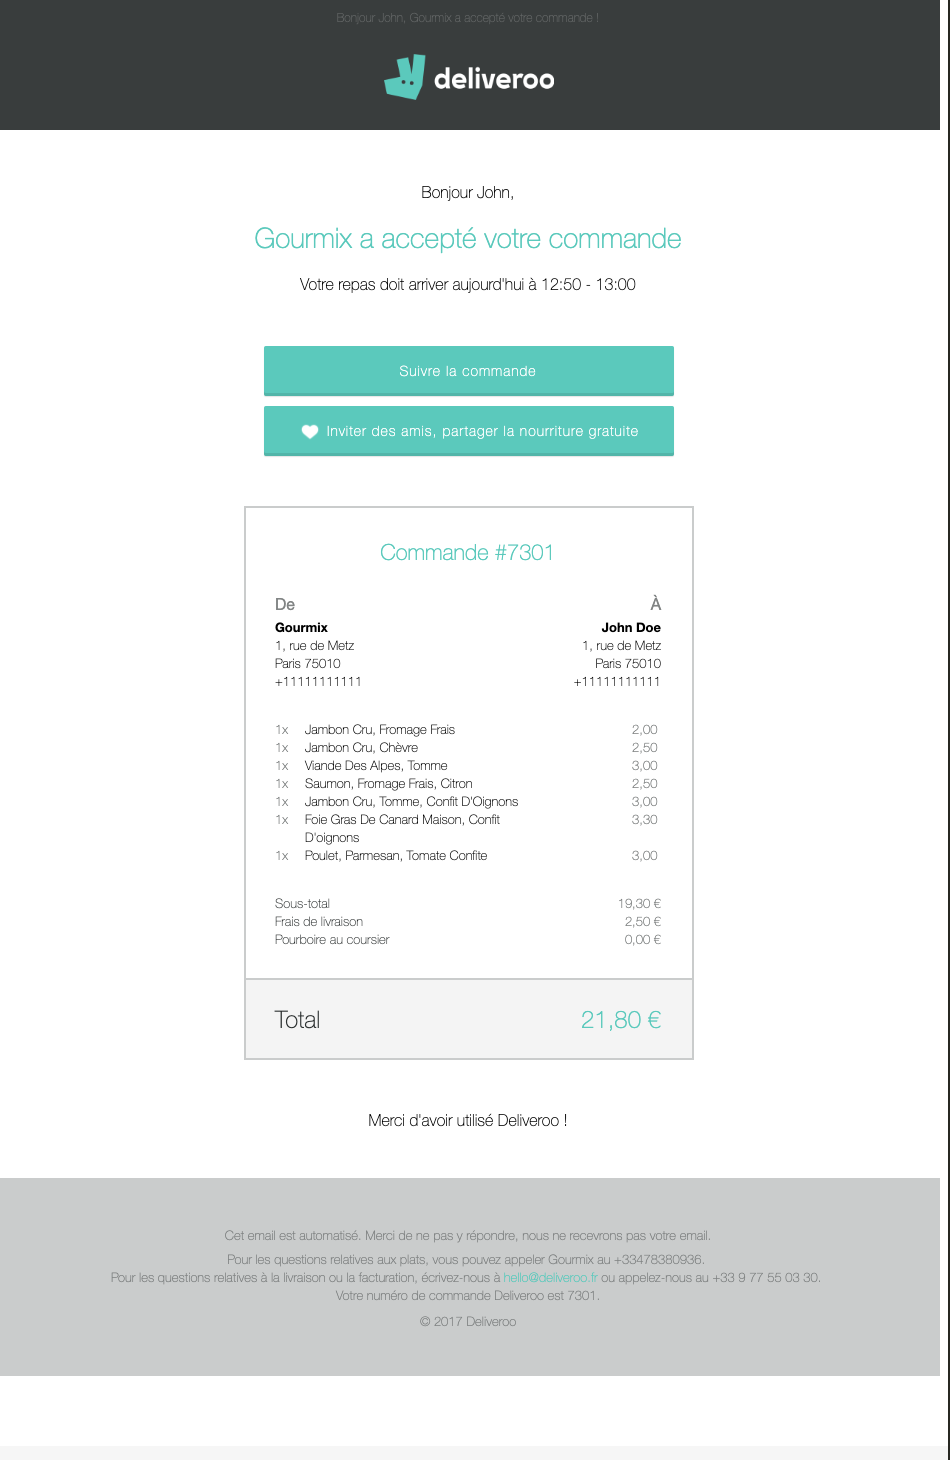 Bonjour John, Gourmix a accepté votre commande !
deliveroo
Bonjour John,
Gourmix a accepté votre commande
Votre repas doit arriver aujourd'hui à 12:50 - 13:00
Suivre la commande
Inviter des amis, partager la nourriture gratuite
Commande #7301
De À
Gourmix John Doe
1, rue de Metz 1, rue de Metz
Paris 75010 Paris 75010
+11111111111 +11111111111
1x Jambon Cru, Fromage Frais 2,00
1x Jambon Cru, Chèvre 2,50
1x Viande Des Alpes, Tomme 3,00
1x Saumon, Fromage Frais, Citron 2,50
1x Jambon Cru, Tomme, Confit D'Oignons 3,00
1x Foie Gras De Canard Maison, Confit 3,30
D'oignons
1x Poulet, Parmesan, Tomate Confite 3,00
Sous-total 19,30 €
Frais de livraison 2,50 €
Pourboire au coursier 0,00 €
Total 21,80 €
Merci d'avoir utilisé Deliveroo !
Cet email est automatisé. Merci de ne pas y répondre, nous ne recevrons pas votre email.
Pour les questions relatives aux plats, vous pouvez appeler Gourmix au +33478380936.
Pour les questions relatives à la livraison ou la facturation, écrivez-nous à hello@deliveroo.fr ou appelez-nous au +33 9 77 55 03 30.
Votre numéro de commande Deliveroo est 7301.
© 2017 Deliveroo